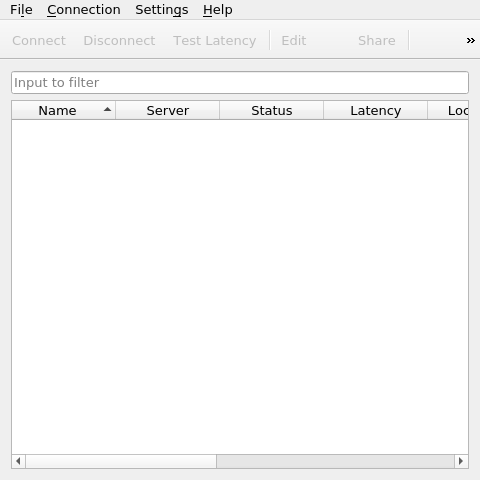 File Connection Settings Help
Connect Disconnect Test Latency Edit Share »
Input to filter
Name Server Status Latency Loc